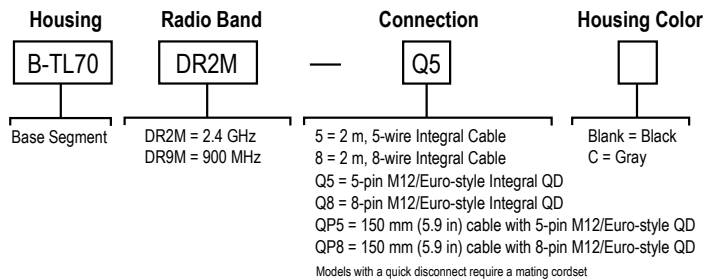 Housing Radio Band Connection Housing Color
B-TL70 DR2M — Q5
Base Segment
DR2M = 2.4 GHz
DR9M = 900 MHz
5 = 2 m, 5-wire Integral Cable
8 = 2 m, 8-wire Integral Cable
Q5 = 5-pin M12/Euro-style Integral QD
Q8 = 8-pin M12/Euro-style Integral QD
QP5 = 150 mm (5.9 in) cable with 5-pin M12/Euro-style QD
QP8 = 150 mm (5.9 in) cable with 8-pin M12/Euro-style QD
Models with a quick disconnect require a mating cordset
Blank = Black
C = Gray